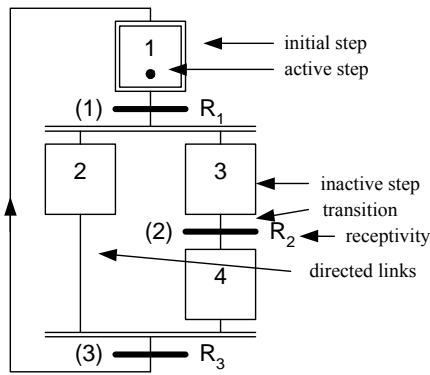 1
initial step
active step
(1) R1
2 3
inactive step
transition
(2) R2 receptivity
4
directed links
(3) R3